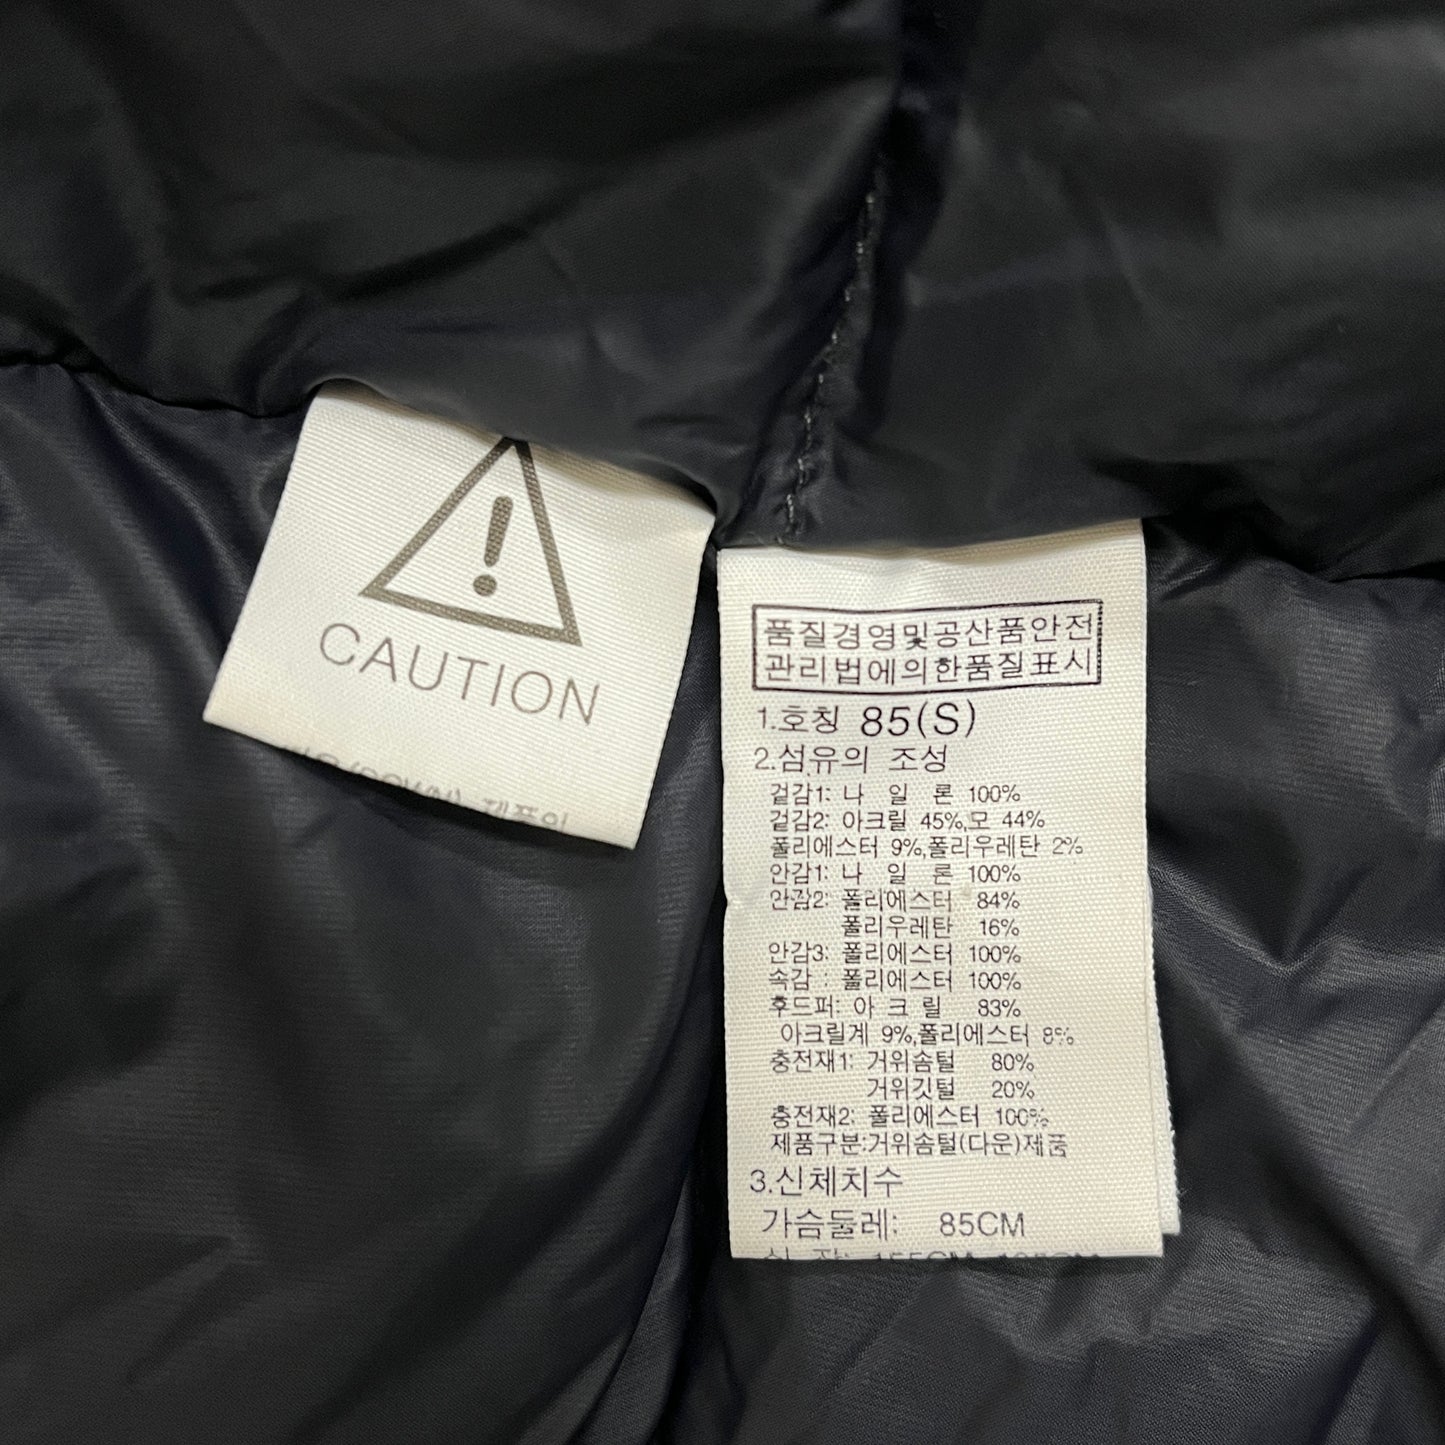 CAUTION
품질경영및공산품안전
관리법에의한품질표시
1.호칭 85(S)
2.섬유의 조성
겉감1: 나 일 론 100%
겉감2: 아크릴 45%,모 44%
폴리에스터 9%,폴리우레탄 2%
안감1: 나 일 론 100%
안감2: 폴리에스터 84%
폴리우레탄 16%
안감3: 폴리에스터 100%
속감 : 폴리에스터 100%
후드퍼: 아 크 릴 83%
아크릴계 9%,폴리에스터 8%
충전재1: 거위솜털 80%
거위깃털 20%
충전재2: 폴리에스터 100%
제품구분:거위솜털(다운)제품
3.신체치수
가슴둘레: 85CM